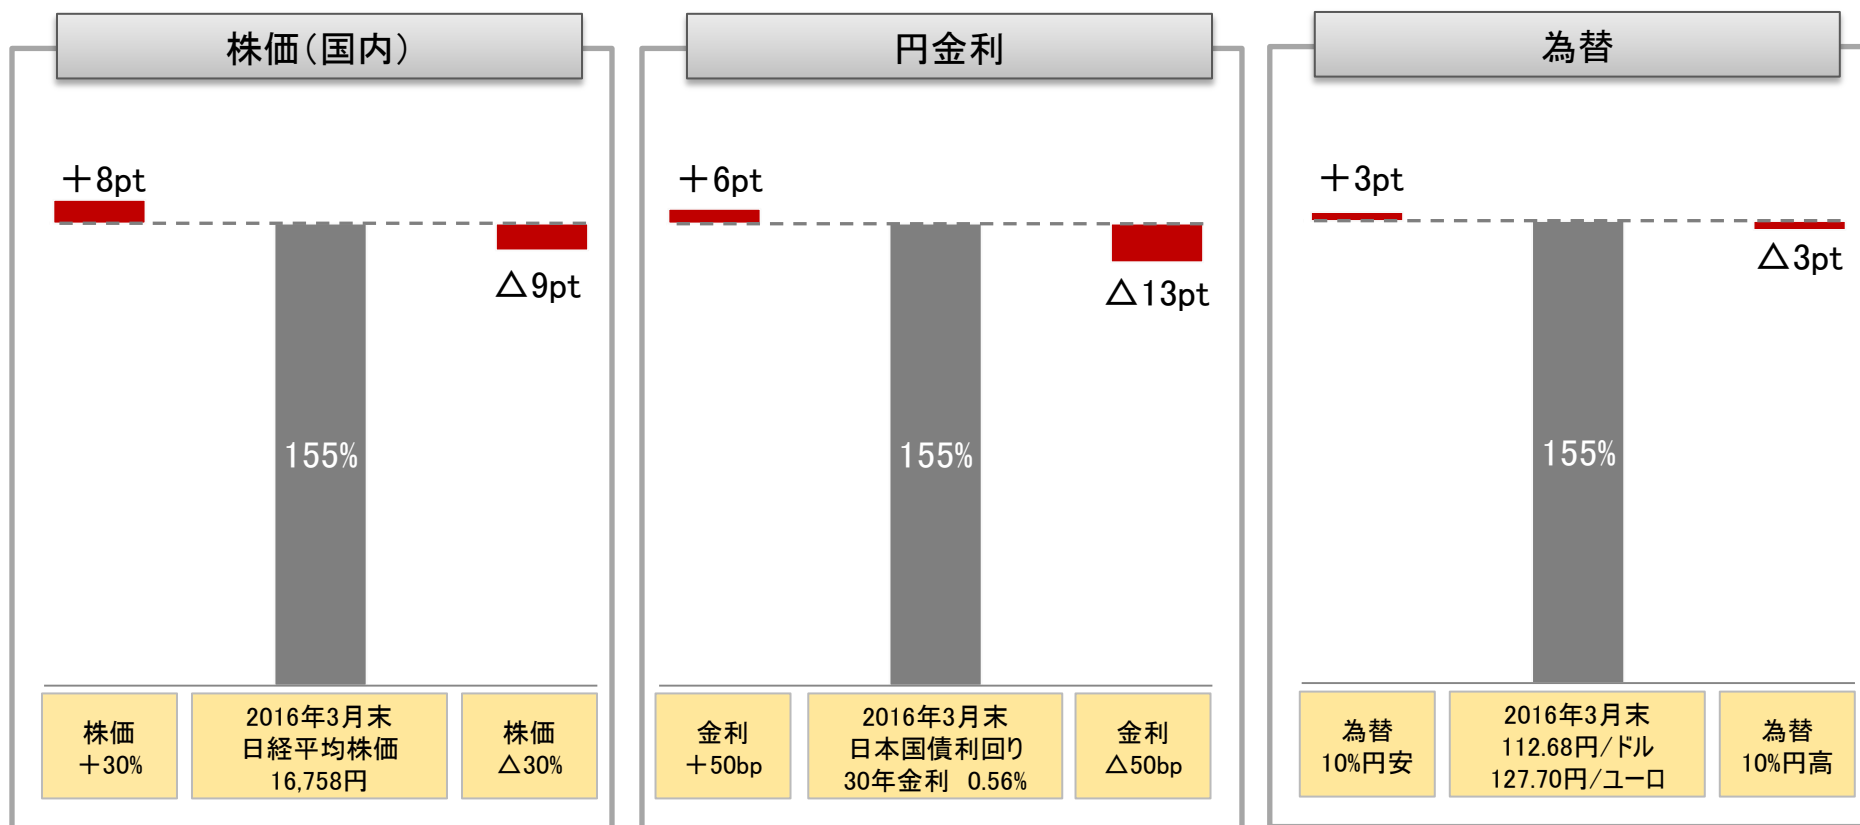 株価（国内）
＋8pt
△9pt
155%
株価
＋30%
2016年3月末
日経平均株価
16,758円
株価
△30%
円金利
＋6pt
△13pt
155%
金利
＋50bp
2016年3月末
日本国債利回り
30年金利 0.56%
金利
△50bp
為替
＋3pt
△3pt
155%
為替
10%円安
2016年3月末
112.68円/ドル
127.70円/ユーロ
為替
10%円高